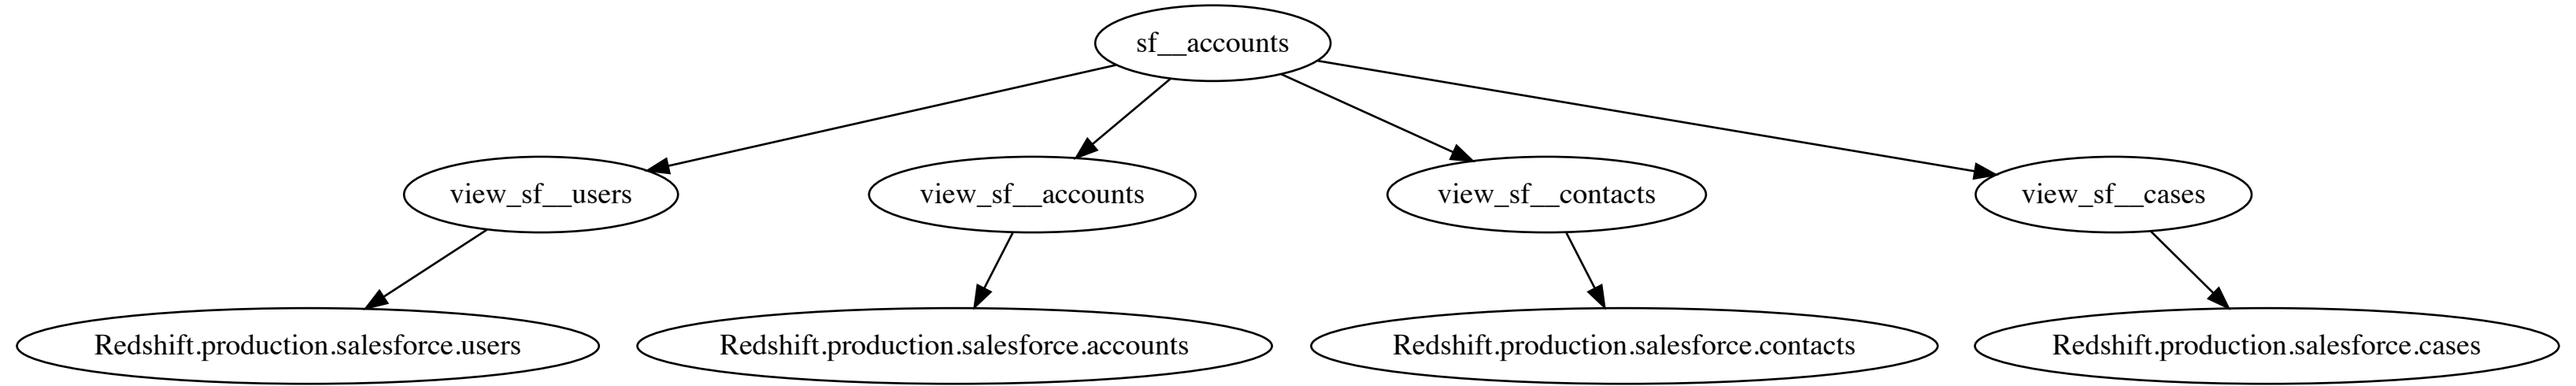 sf__accounts
view_sf__users
view_sf__accounts
view_sf__contacts
view_sf__cases
Redshift.production.salesforce.users
Redshift.production.salesforce.accounts
Redshift.production.salesforce.contacts
Redshift.production.salesforce.cases